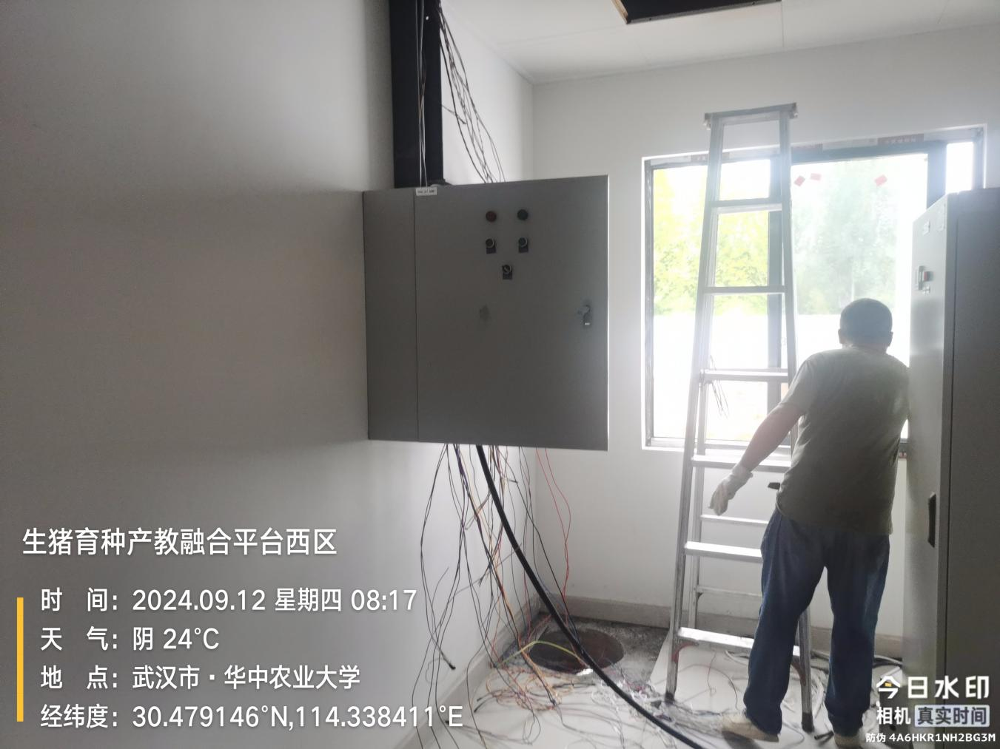 生猪育种产教融合平台西区
时 间：2024.09.12 星期四 08:17
天 气：阴 24°C
地 点：武汉市·华中农业大学
经纬度：30.479146°N,114.338411°E
今日水印
相机 真实时间
防伪 4A6HKR1NH2BG3M